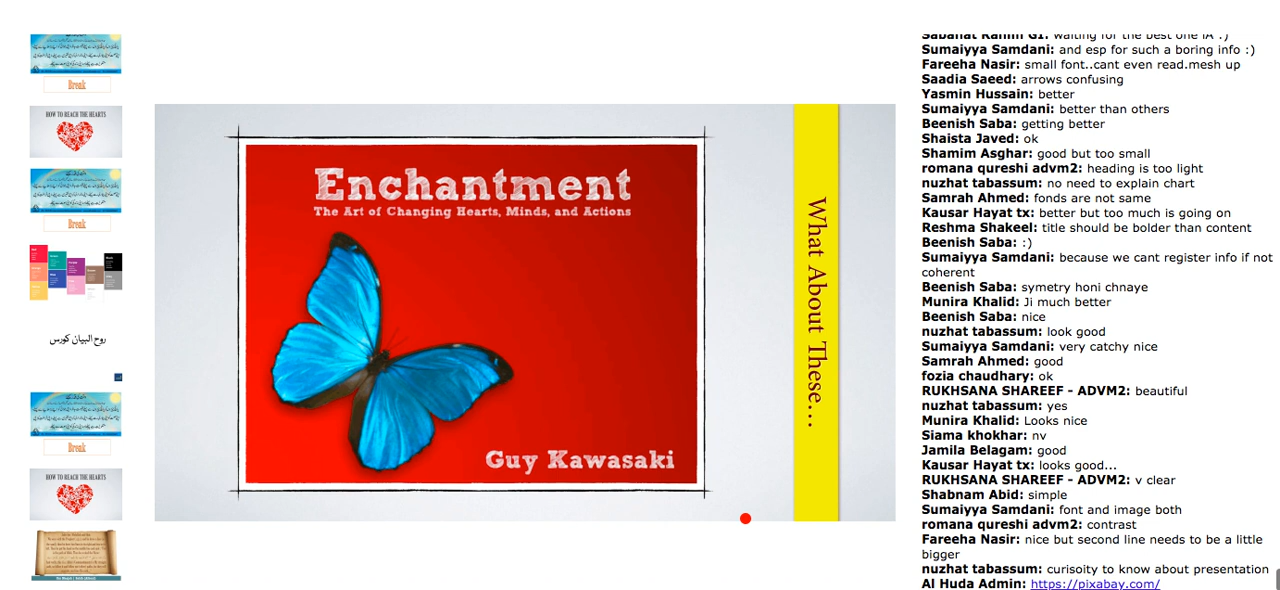 Break
HOW TO REACH THE HEARTS
Break
روح البيان كورس
Break
HOW TO REACH THE HEARTS
Enchantment
The Art of Changing Hearts, Minds, and Actions
Guy Kawasaki
What About These...
Sabahat Rahim G1: waiting for the best one IA :)
Sumaiyya Samdani: and esp for such a boring info :)
Fareeha Nasir: small font..cant even read.mesh up
Saadia Saeed: arrows confusing
Yasmin Hussain: better
Sumaiyya Samdani: better than others
Beenish Saba: getting better
Shaista Javed: ok
Shamim Asghar: good but too small
romana qureshi advm2: heading is too light
nuzhat tabassum: no need to explain chart
Samrah Ahmed: fonds are not same
Kausar Hayat tx: better but too much is going on
Reshma Shakeel: title should be bolder than content
Beenish Saba: :)
Sumaiyya Samdani: because we cant register info if not
coherent
Beenish Saba: symetry honi chnaye
Munira Khalid: Ji much better
Beenish Saba: nice
nuzhat tabassum: look good
Sumaiyya Samdani: very catchy nice
Samrah Ahmed: good
fozia chaudhary: ok
RUKHSANA SHAREEF - ADVM2: beautiful
nuzhat tabassum: yes
Munira Khalid: Looks nice
Siama khokhar: nv
Jamila Belagam: good
Kausar Hayat tx: looks good...
RUKHSANA SHAREEF - ADVM2: v clear
Shabnam Abid: simple
Sumaiyya Samdani: font and image both
romana qureshi advm2: contrast
Fareeha Nasir: nice but second line needs to be a little
bigger
nuzhat tabassum: curisoity to know about presentation
Al Huda Admin: https://pixabay.com/